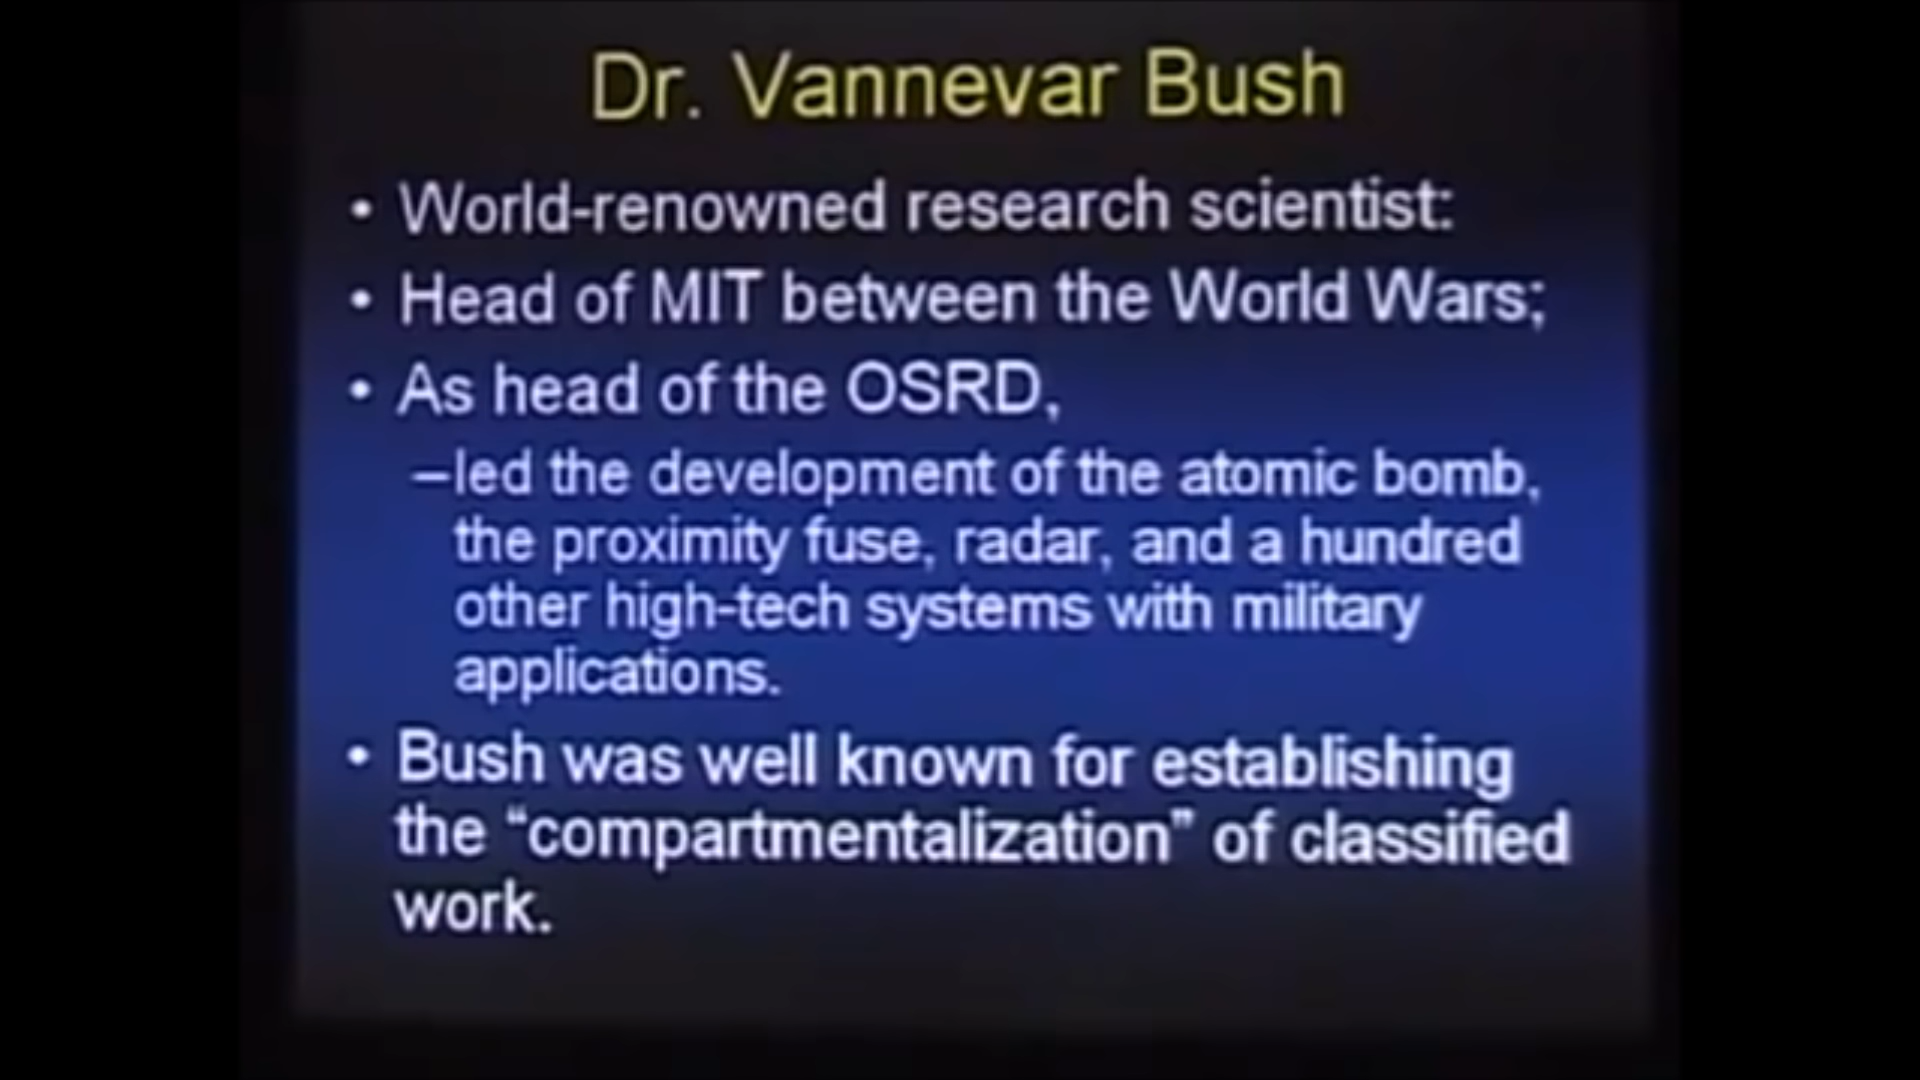 Dr. Vannevar Bush
• World-renowned research scientist:
• Head of MIT between the World Wars;
• As head of the OSRD,
–led the development of the atomic bomb,
the proximity fuse, radar, and a hundred
other high-tech systems with military
applications.
• Bush was well known for establishing
the “compartmentalization” of classified
work.